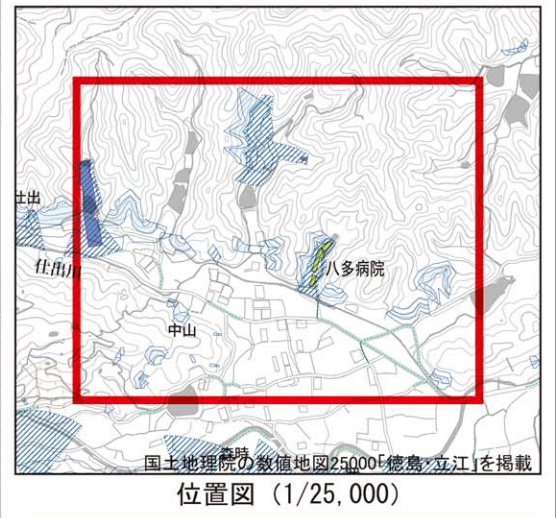 仕出
仕出川
八多病院
中山
森時
国土地理院の数値地図25000「徳島・立江」を掲載
位置図 (1/25,000)